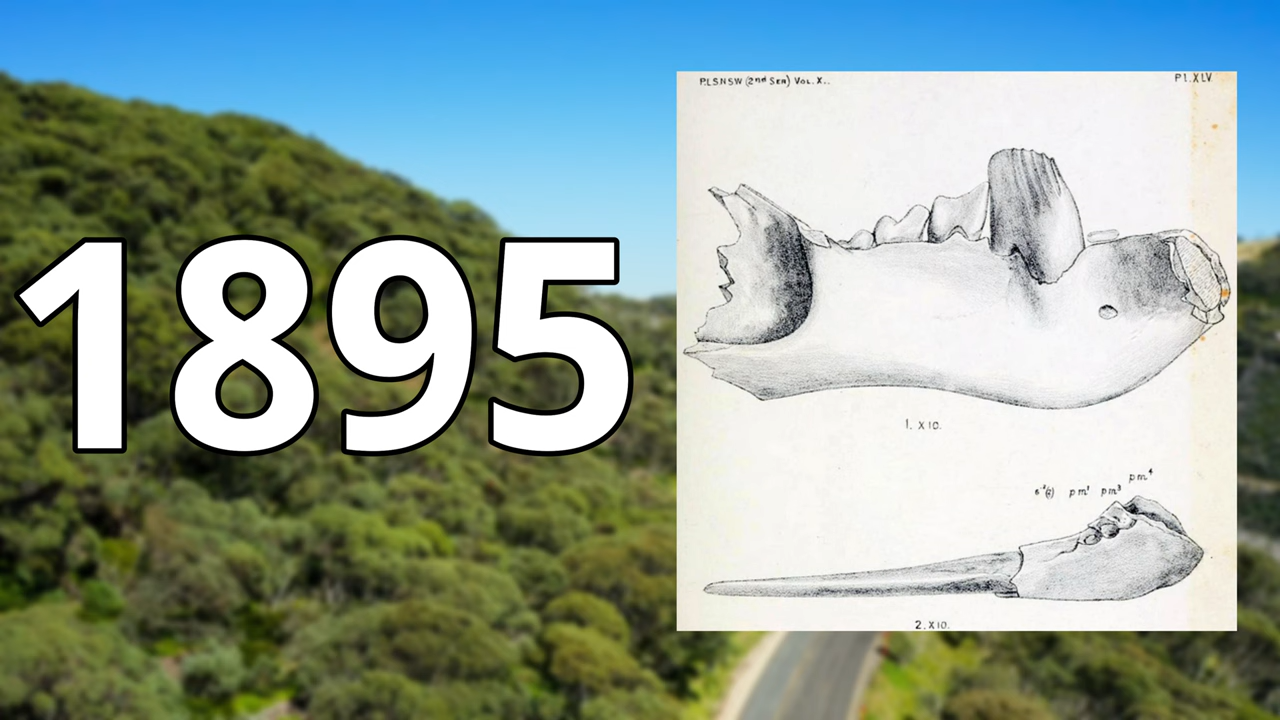 1895
P.L.S.N.S.W. (2nd Ser) Vol. X..
Pl. XLV
1. X 10.
pm⁴
pm¹ pm³
2. X 10.